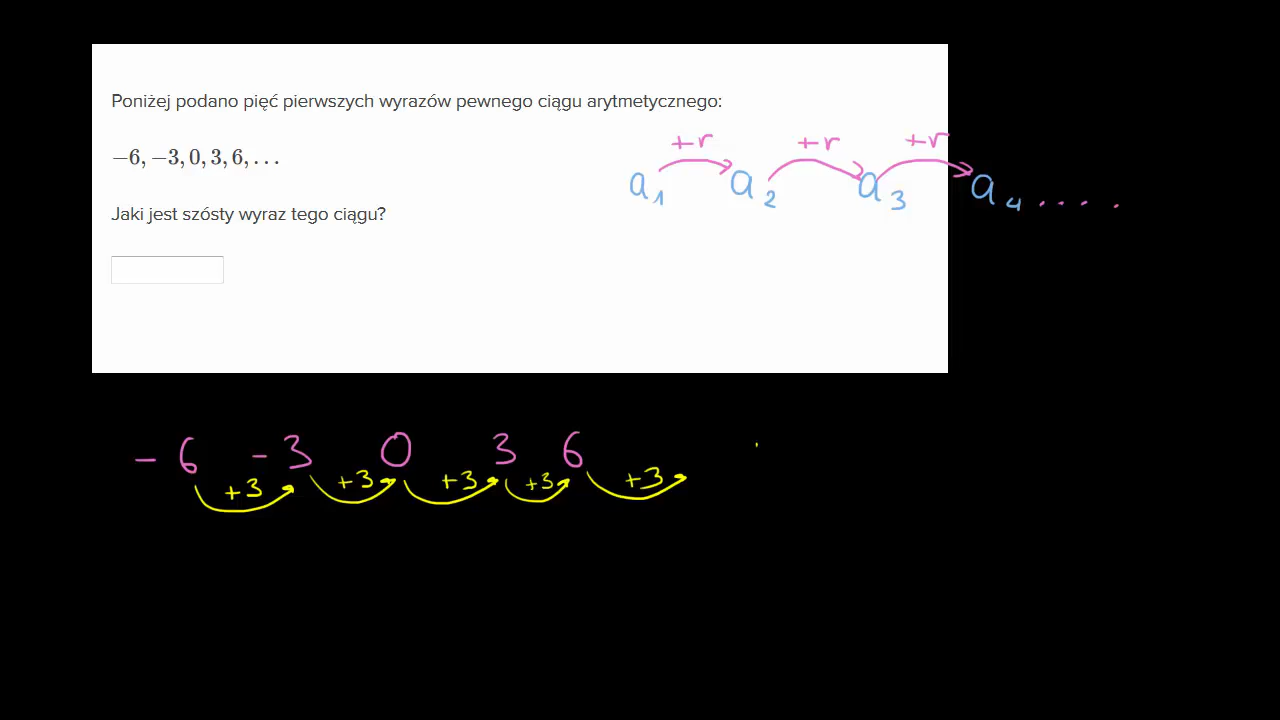 Poniżej podano pięć pierwszych wyrazów pewnego ciągu arytmetycznego:
−6, −3, 0, 3, 6, …
Jaki jest szósty wyraz tego ciągu?
+r +r +r
a₁ a₂ a₃ a₄ . . . .
− 6 − 3 0 3 6
+3 +3 +3 +3 +3